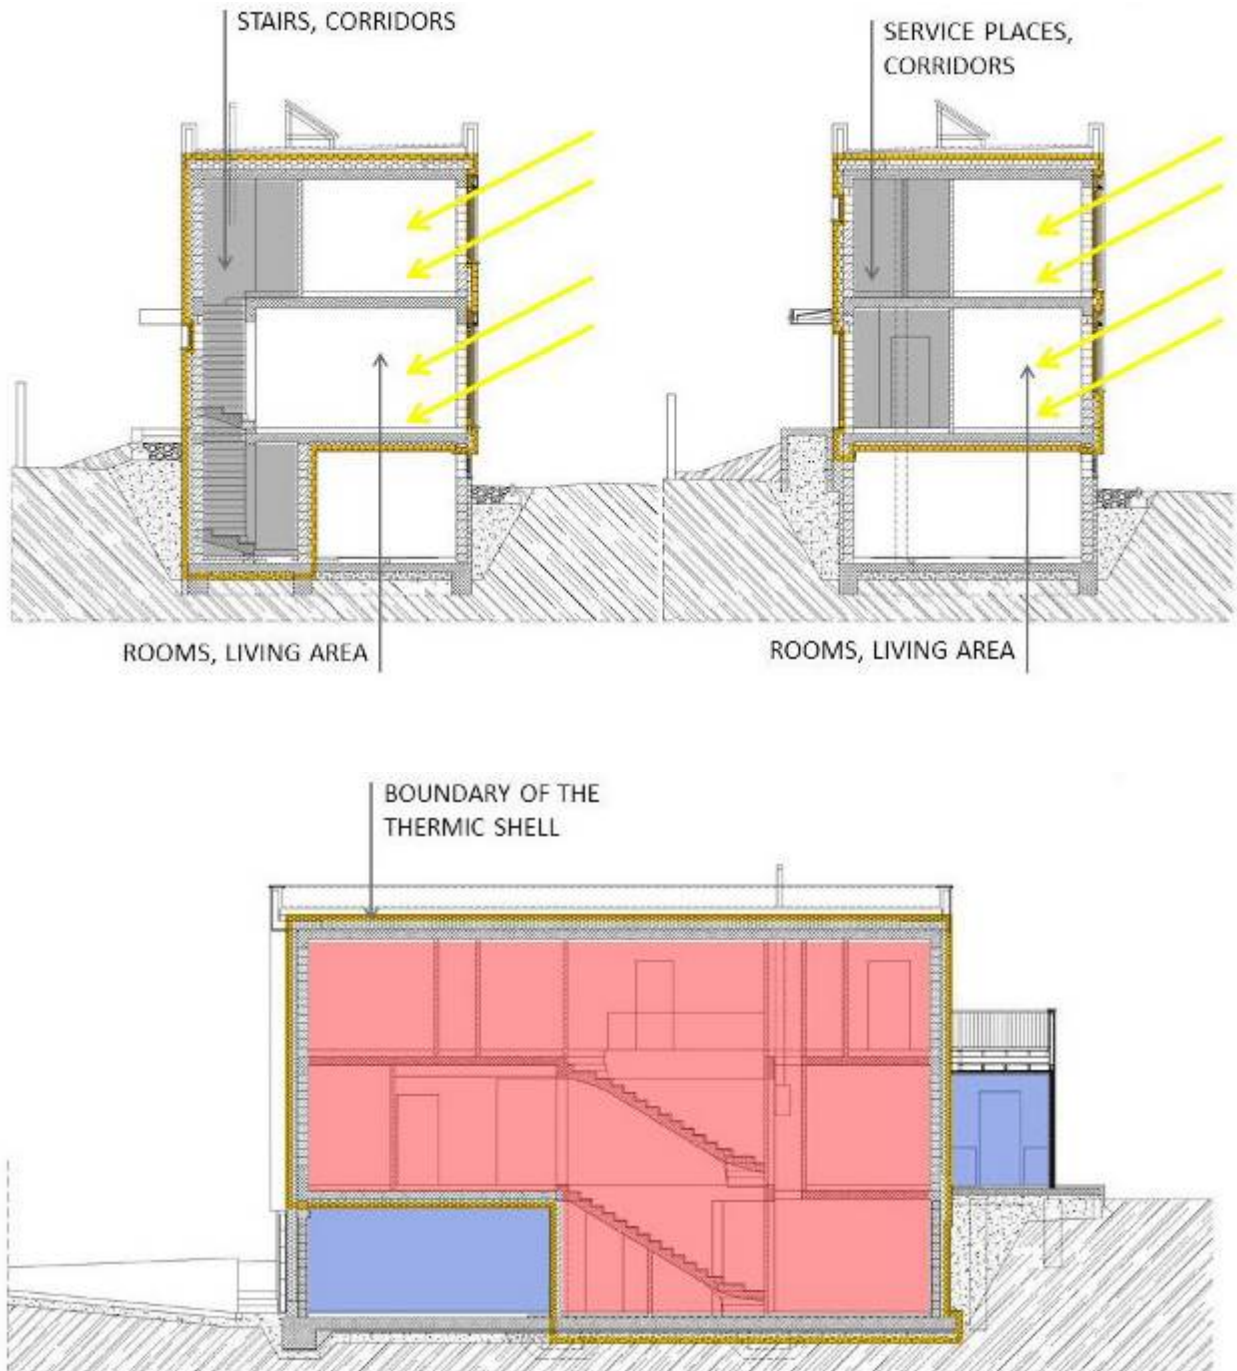 STAIRS, CORRIDORS
SERVICE PLACES,
CORRIDORS
ROOMS, LIVING AREA
ROOMS, LIVING AREA
BOUNDARY OF THE
THERMIC SHELL